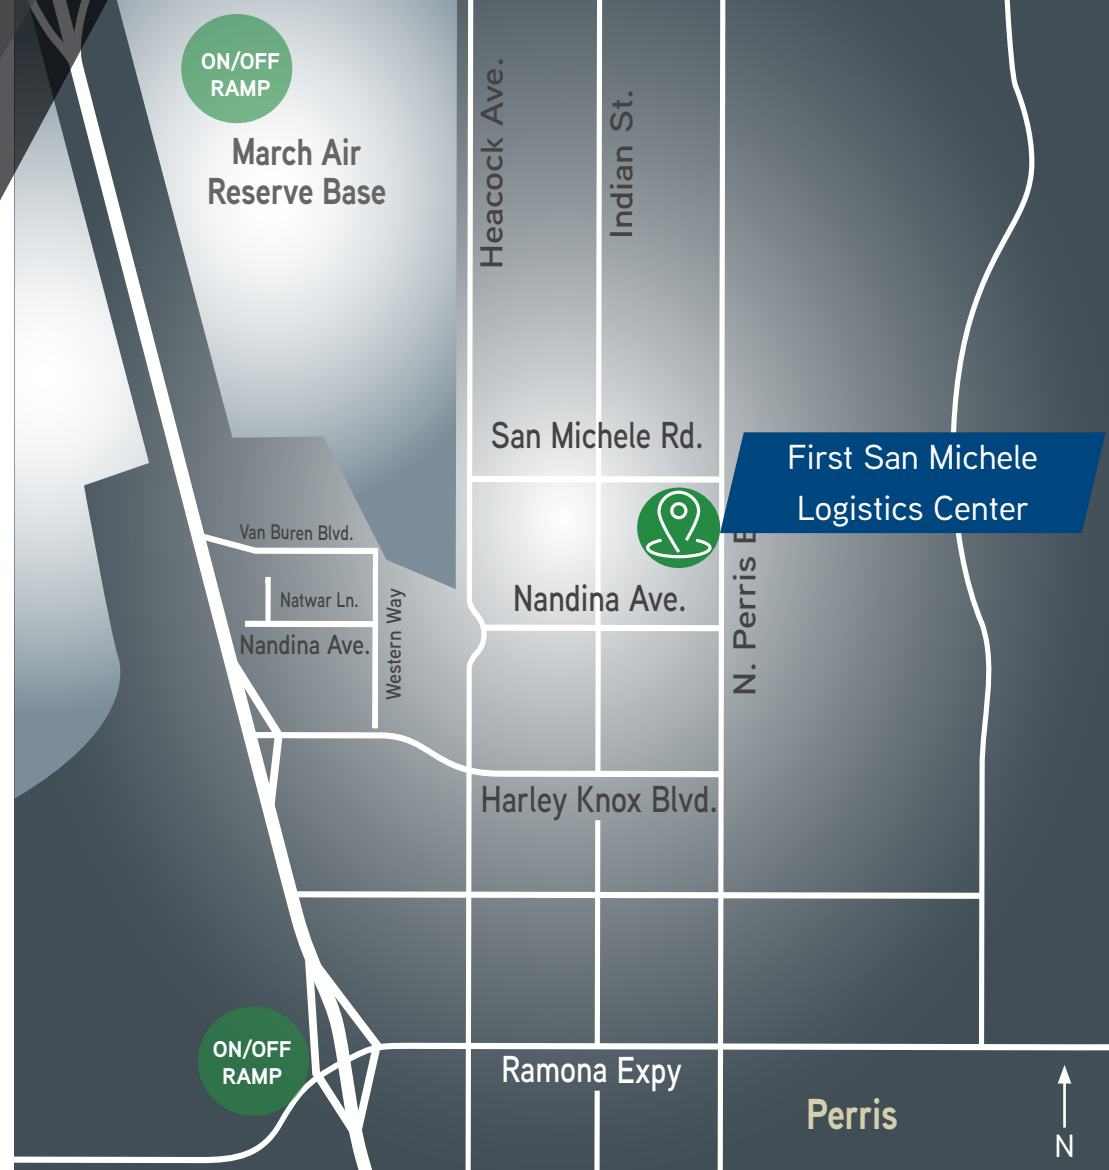 ON/OFF
RAMP
March Air
Reserve Base
Heacock Ave.
Indian St.
San Michele Rd.
First San Michele
Logistics Center
Van Buren Blvd.
Natwar Ln.
Nandina Ave.
Western Way
Nandina Ave.
N. Perris
Harley Knox Blvd.
ON/OFF
RAMP
Ramona Expy
Perris
N